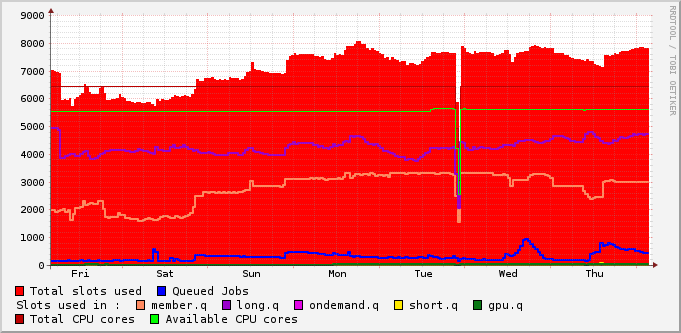 9000
8000
7000
6000
5000
4000
3000
2000
1000
0
Fri Sat Sun Mon Tue Wed Thu
RRDTOOL / TOBI OETIKER
Total slots used Queued Jobs
Slots used in : member.q long.q ondemand.q short.q gpu.q
Total CPU cores Available CPU cores